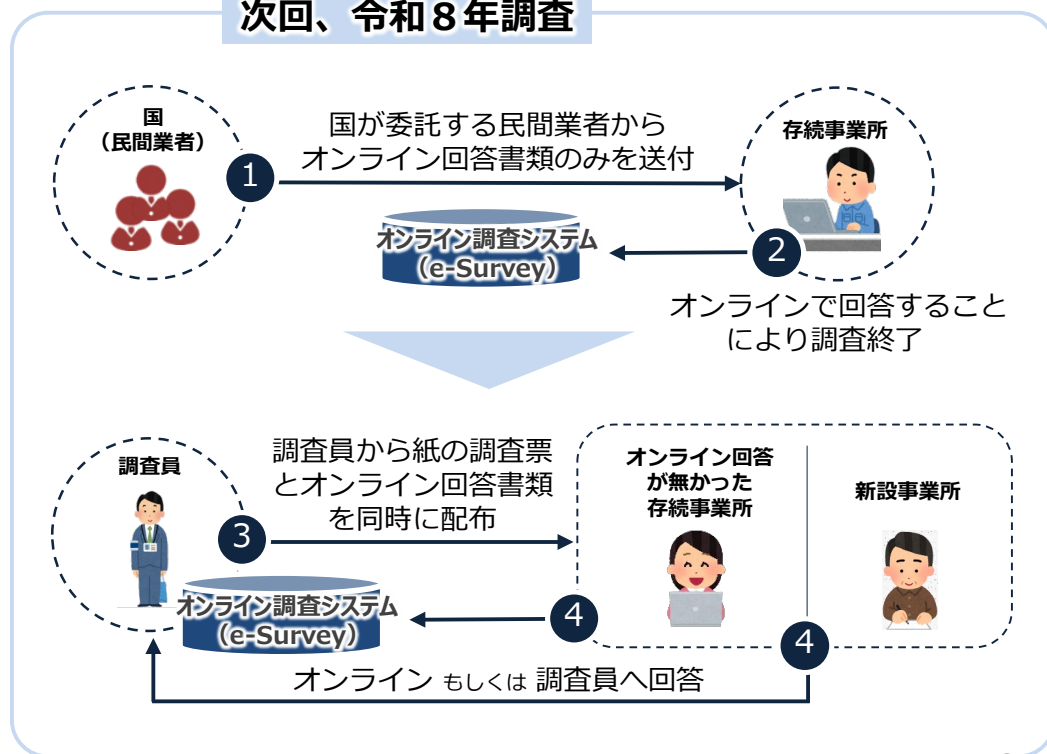 次回、令和８年調査
国
（民間業者）
1
国が委託する民間業者から
オンライン回答書類のみを送付
存続事業所
オンライン調査システム
（e-Survey）
2
オンラインで回答すること
により調査終了
調査員
3
調査員から紙の調査票
とオンライン回答書類
を同時に配布
オンライン回答
が無かった
存続事業所
新設事業所
オンライン調査システム
（e-Survey）
4
4
オンライン もしくは 調査員へ回答